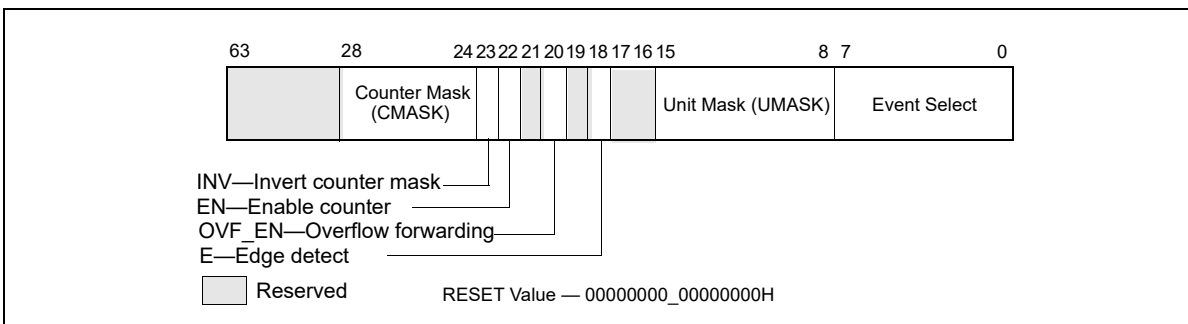 63 28 24 23 22 21 20 19 18 17 16 15 8 7 0
Counter Mask
(CMASK)
Unit Mask (UMASK)
Event Select
INV—Invert counter mask
EN—Enable counter
OVF_EN—Overflow forwarding
E—Edge detect
Reserved
RESET Value — 00000000_00000000H